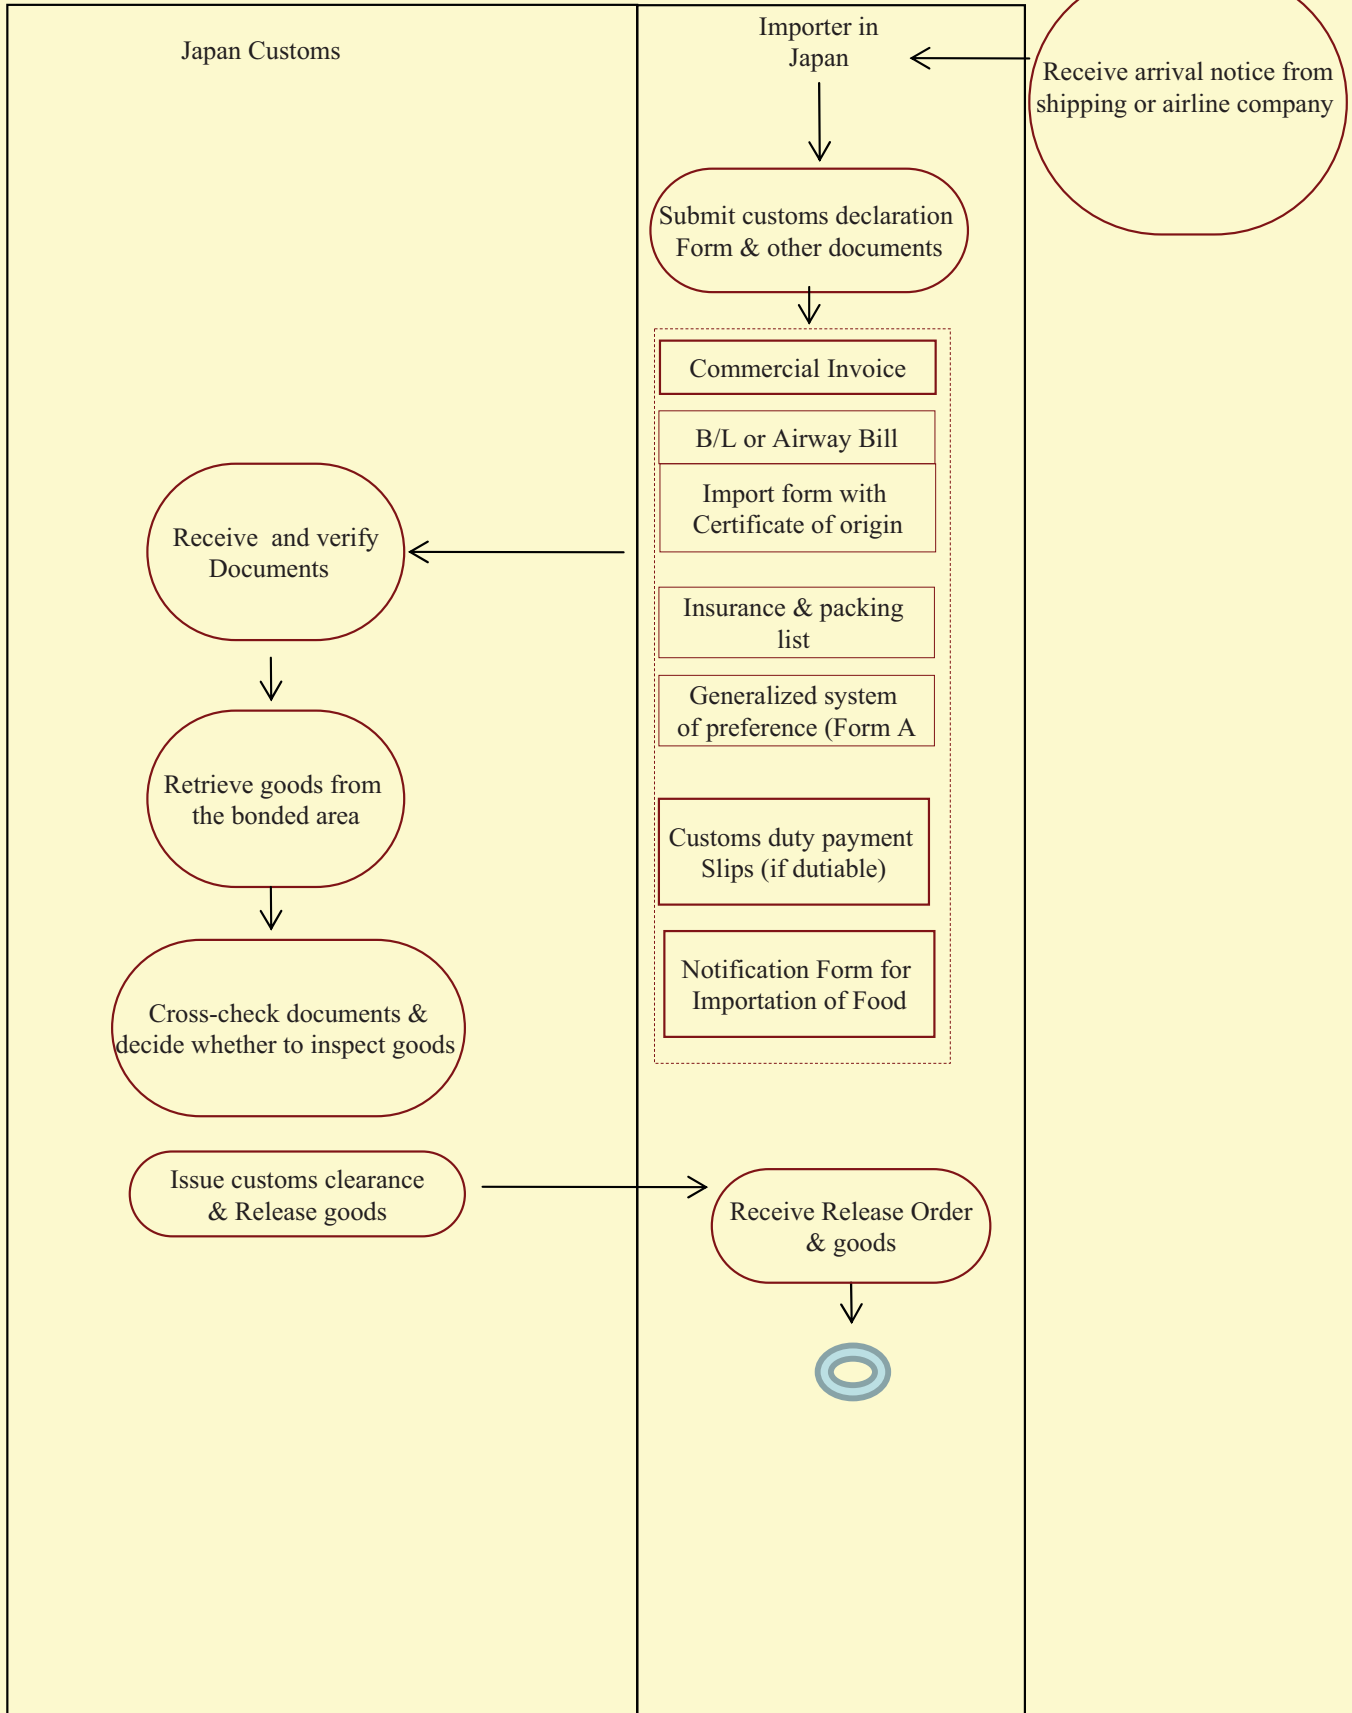 Japan Customs
Importer in
Japan
Receive arrival notice from
shipping or airline company
Submit customs declaration
Form & other documents
Commercial Invoice
B/L or Airway Bill
Import form with
Certificate of origin
Insurance & packing
list
Generalized system
of preference (Form A
Customs duty payment
Slips (if dutiable)
Notification Form for
Importation of Food
Receive and verify
Documents
Retrieve goods from
the bonded area
Cross-check documents &
decide whether to inspect goods
Issue customs clearance
& Release goods
Receive Release Order
& goods